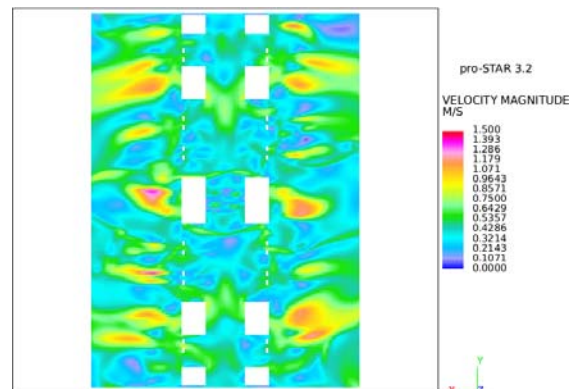 pro-STAR 3.2
VELOCITY MAGNITUDE
M/S
1.500
1.393
1.286
1.179
1.071
0.9643
0.8571
0.7500
0.6429
0.5357
0.4286
0.3214
0.2143
0.1071
0.0000
Y
X
Z